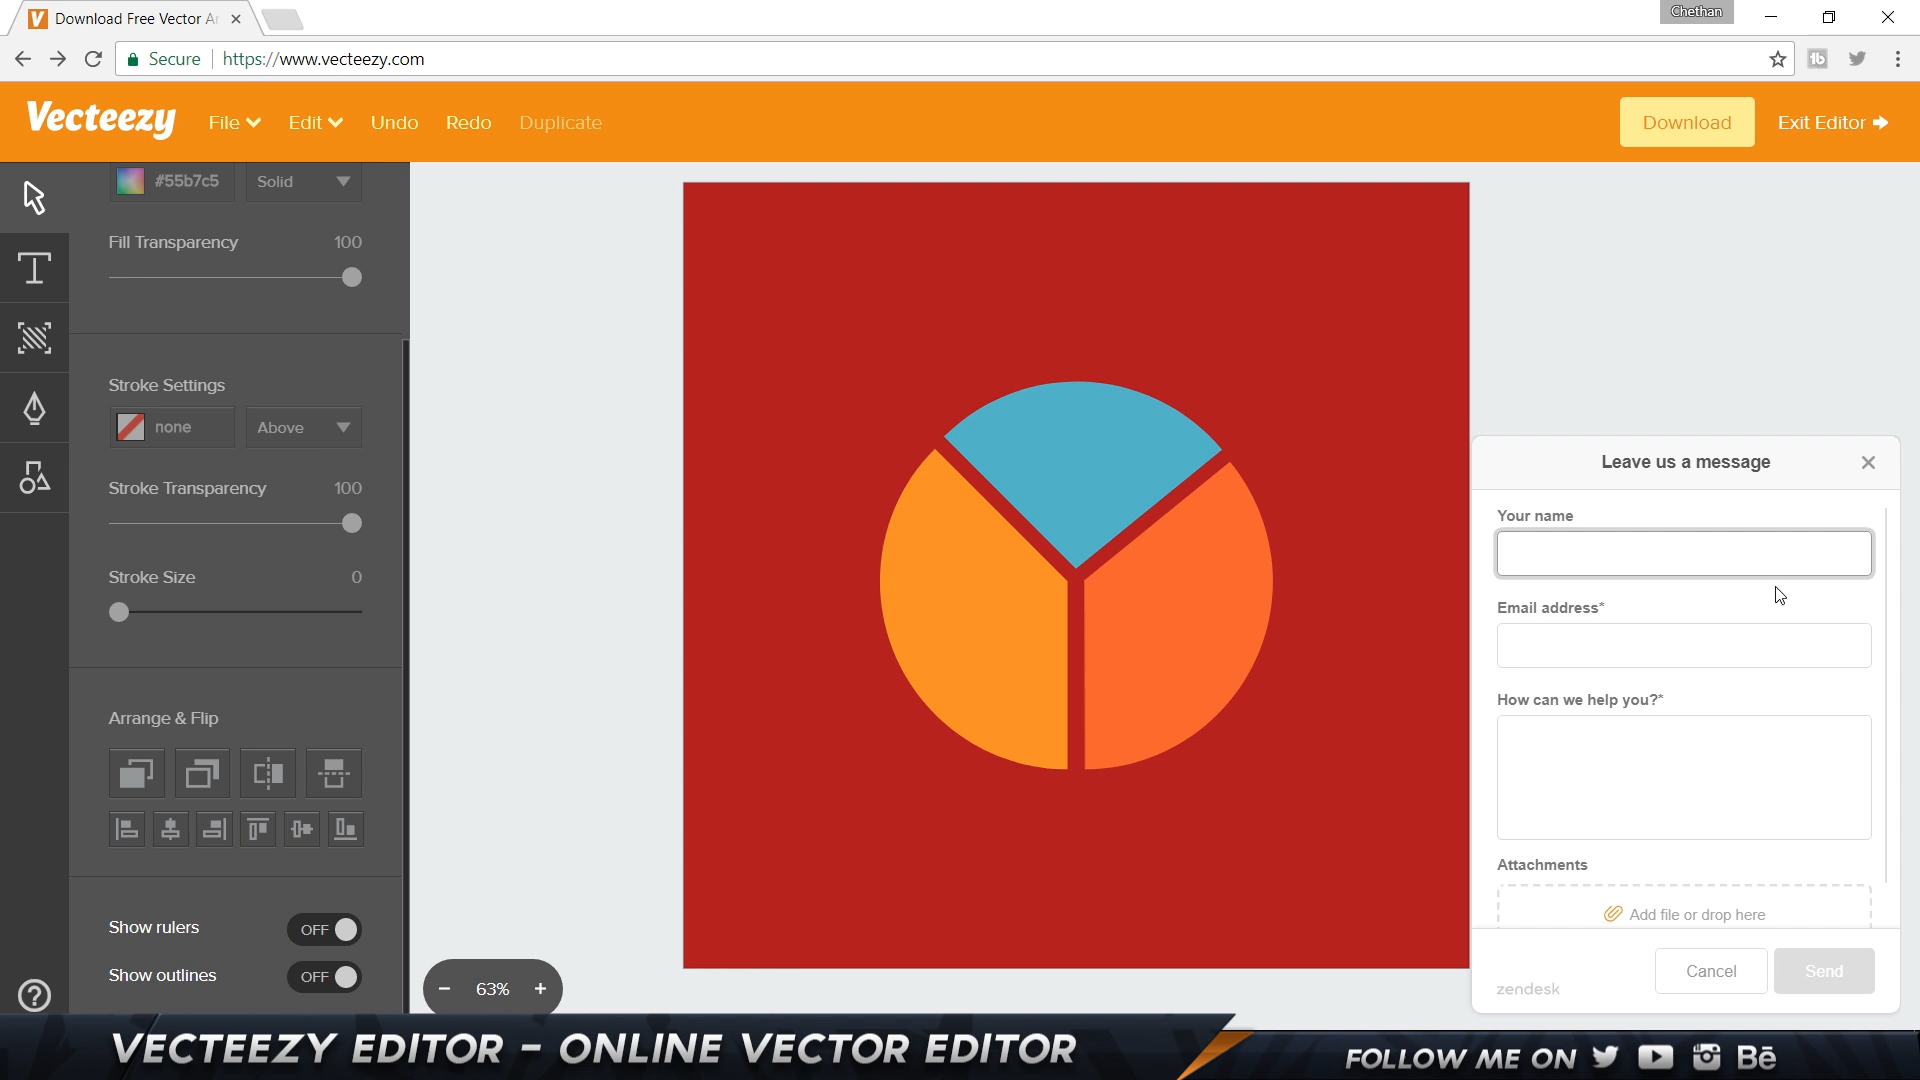 Download Free Vector Ar
Chethan
Secure https://www.vecteezy.com
Vecteezy File Edit Undo Redo Duplicate Download Exit Editor
#55b7c5 Solid
Fill Transparency 100
Stroke Settings
none Above
Stroke Transparency 100
Stroke Size 0
Arrange & Flip
Show rulers OFF
Show outlines OFF
63%
Leave us a message
Your name
Email address*
How can we help you?*
Attachments
Add file or drop here
zendesk Cancel Send
VECTEEZY EDITOR - ONLINE VECTOR EDITOR
FOLLOW ME ON Bē